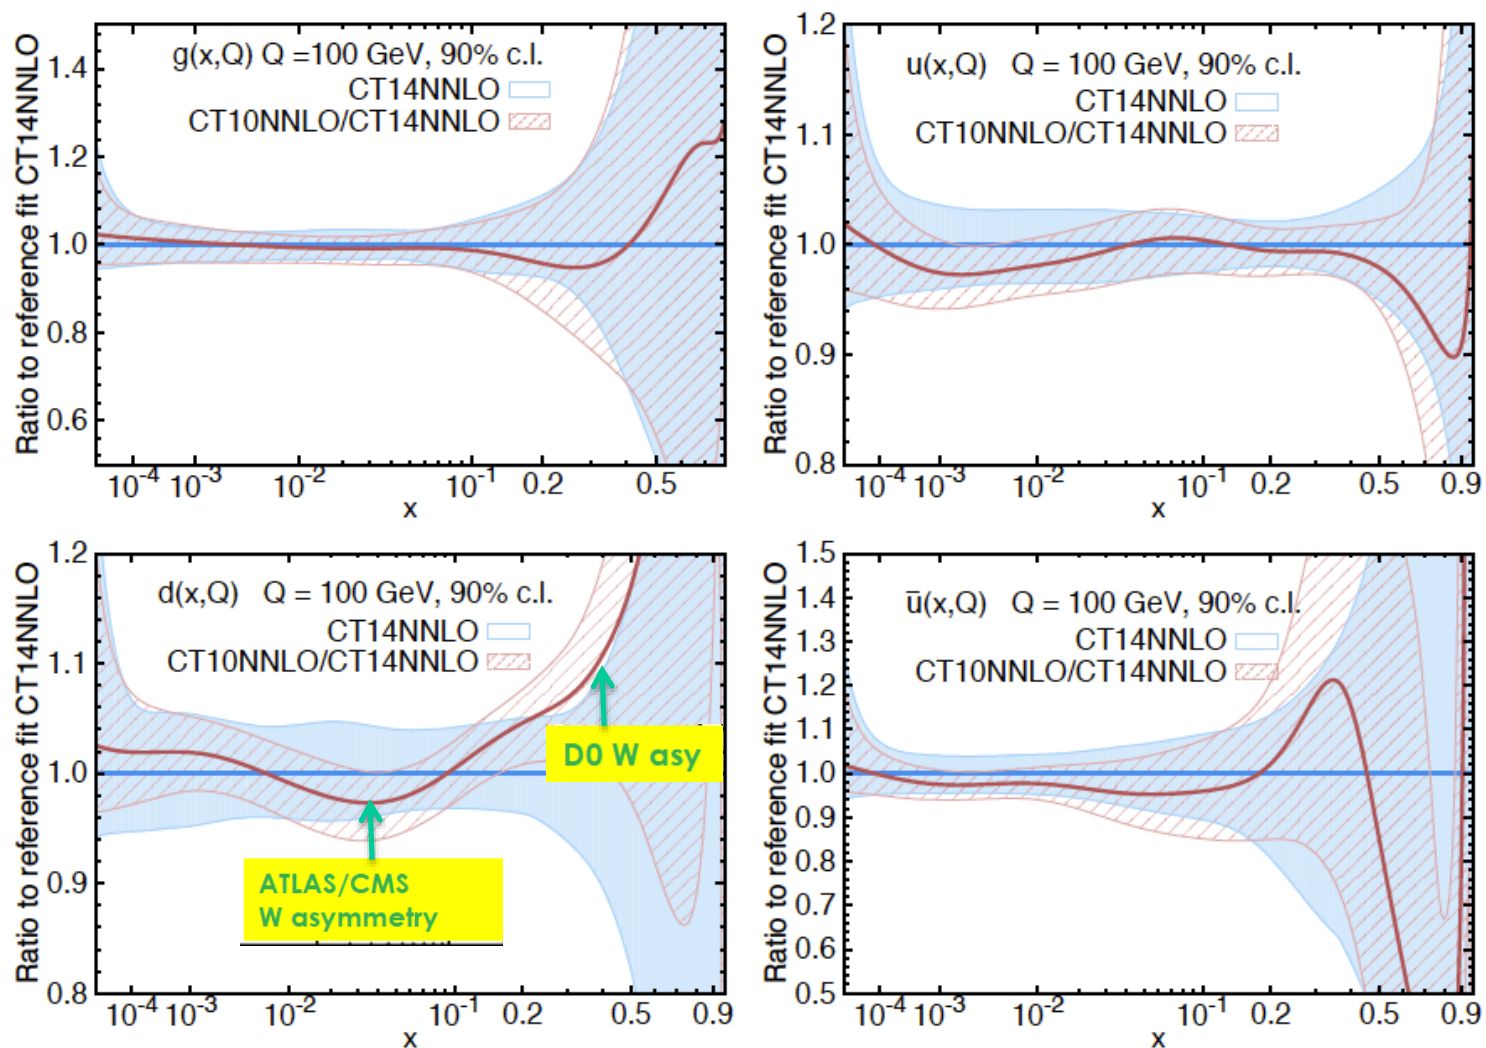 Ratio to reference fit CT14NNLO
g(x,Q) Q =100 GeV, 90% c.l.
CT14NNLO
CT10NNLO/CT14NNLO
1.4
1.2
1.0
0.8
0.6
10-4 10-3 10-2 10-1 0.2 0.5
x
Ratio to reference fit CT14NNLO
u(x,Q) Q = 100 GeV, 90% c.l.
CT14NNLO
CT10NNLO/CT14NNLO
1.2
1.1
1.0
0.9
0.8
10-4 10-3 10-2 10-1 0.2 0.5 0.9
x
Ratio to reference fit CT14NNLO
d(x,Q) Q = 100 GeV, 90% c.l.
CT14NNLO
CT10NNLO/CT14NNLO
1.2
1.1
1.0
0.9
0.8
D0 W asy
ATLAS/CMS
W asymmetry
10-4 10-3 10-2 10-1 0.2 0.5 0.9
x
Ratio to reference fit CT14NNLO
ū(x,Q) Q = 100 GeV, 90% c.l.
CT14NNLO
CT10NNLO/CT14NNLO
1.5
1.4
1.3
1.2
1.1
1.0
0.9
0.8
0.7
0.6
0.5
10-4 10-3 10-2 10-1 0.2 0.5 0.9
x